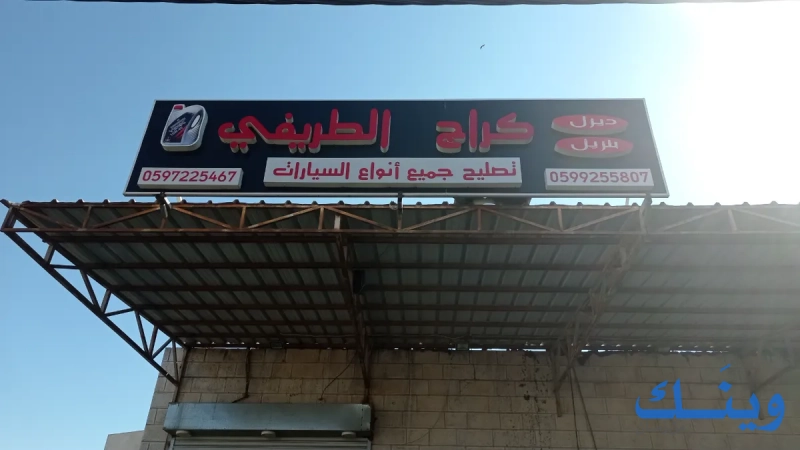 كراج الطريفي
ديزل
بنزين
تصليح جميع أنواع السيارات
0599255807
0597225467
وينك